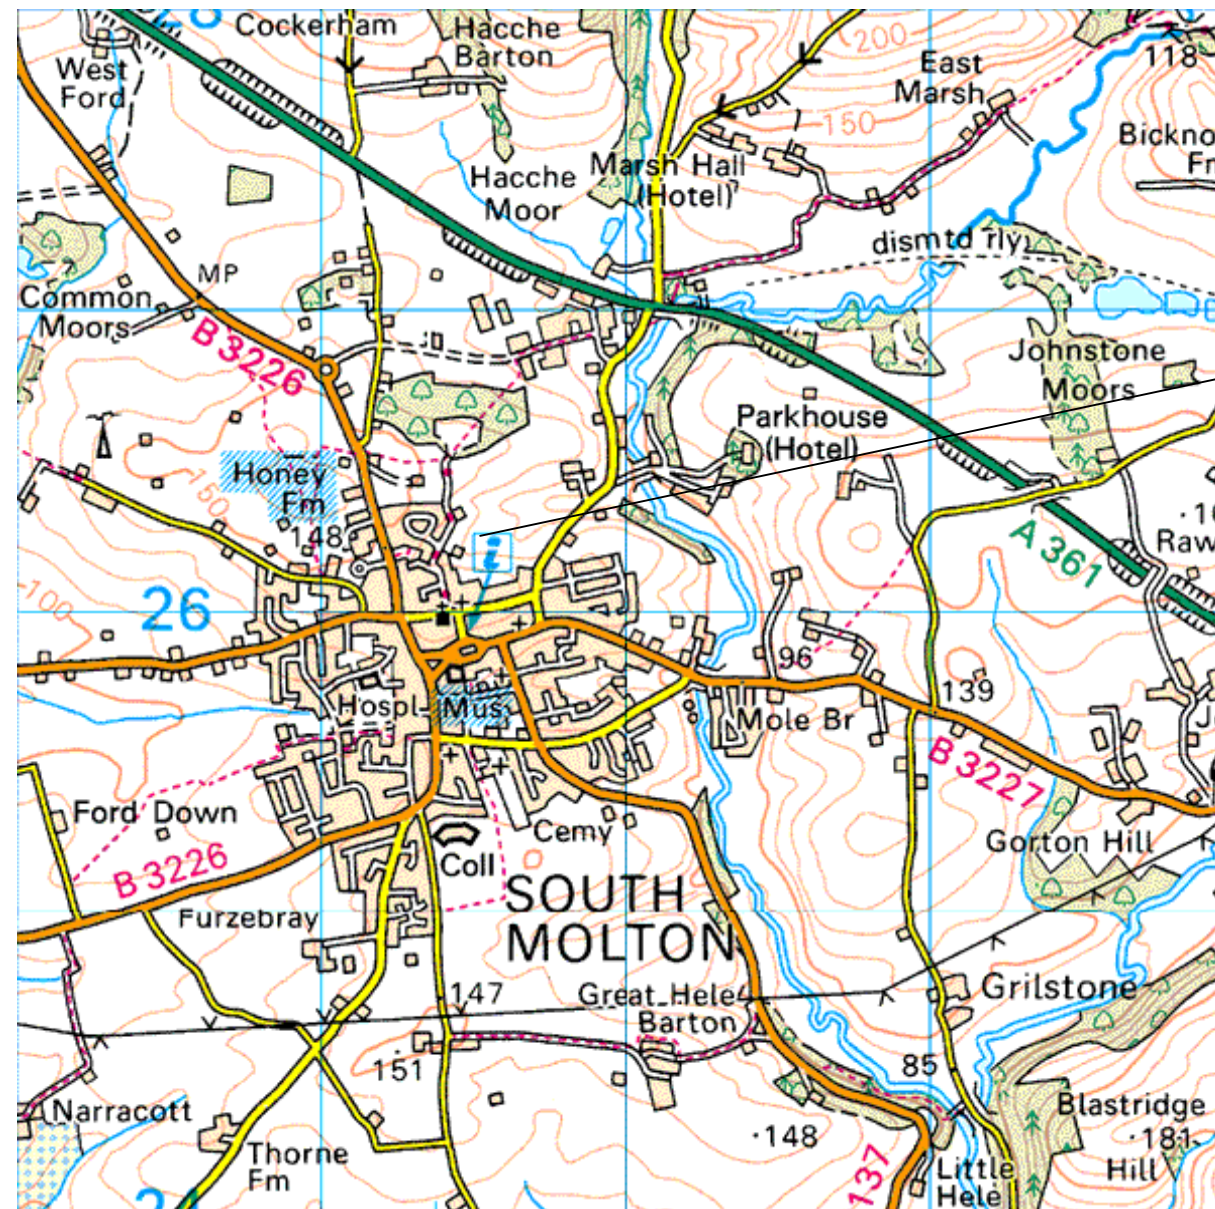 Cockerham
Hacche
Barton
200
East
Marsh
118
West
Ford
150
Bickno
Fr
Marsh Hall
(Hotel)
Hacche
Moor
dismtd rly
MP
Common
Moors
B 3226
Johnstone
Moors
Parkhouse
(Hotel)
Honey
Fm
150
148
i
A 361
Raw
100
26
96
139
Hospl
Mus
Mole Br
B 3227
Ford Down
Cemy
Gorton Hill
B 3226
Coll
SOUTH
MOLTON
Furzebray
147
Great Hele
Barton
Grilstone
151
85
Narracott
Blastridge
Hill
181
148
Thorne
Fm
137
Little
Hele